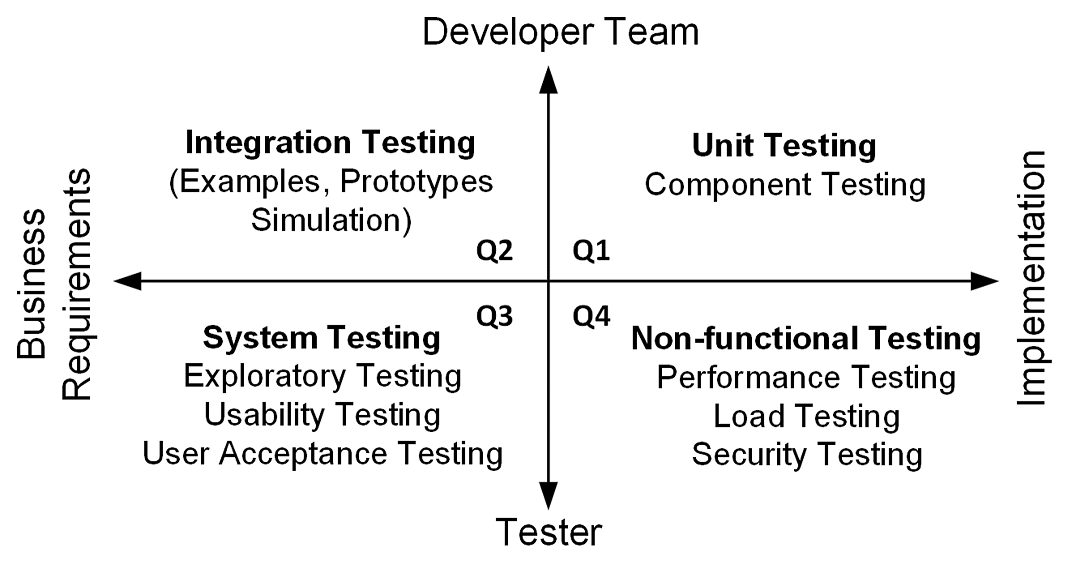 Developer Team
Integration Testing
(Examples, Prototypes
Simulation)
Unit Testing
Component Testing
Business
Requirements
Implementation
Q2
Q1
Q3
Q4
System Testing
Exploratory Testing
Usability Testing
User Acceptance Testing
Non-functional Testing
Performance Testing
Load Testing
Security Testing
Tester